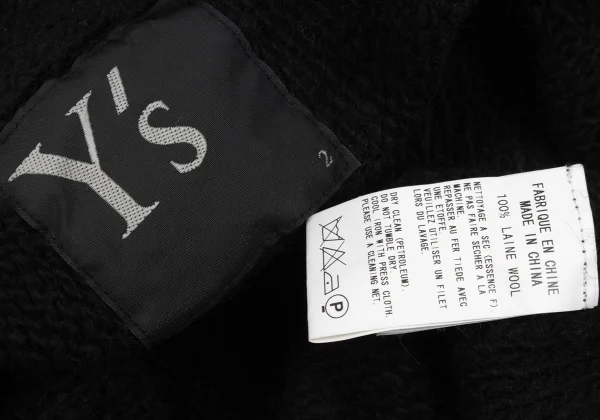 Y's
2
FABRIQUE EN CHINE
MADE IN CHINA
100% LAINE WOOL
NETTOYAGE A SEC (ESSENCE F).
NE PAS FAIRE SECHER A LA
MACHINE.
REPASSER AU FER TIEDE AVEC
UNE ETOFFE.
VEUILLEZ UTILISER UN FILET
LORS DU LAVAGE.
DRY CLEAN (PETROLEUM).
DO NOT TUMBLE DRY
COOL IRON WITH PRESS CLOTH.
PLEASE USE A CLEANING NET.
P